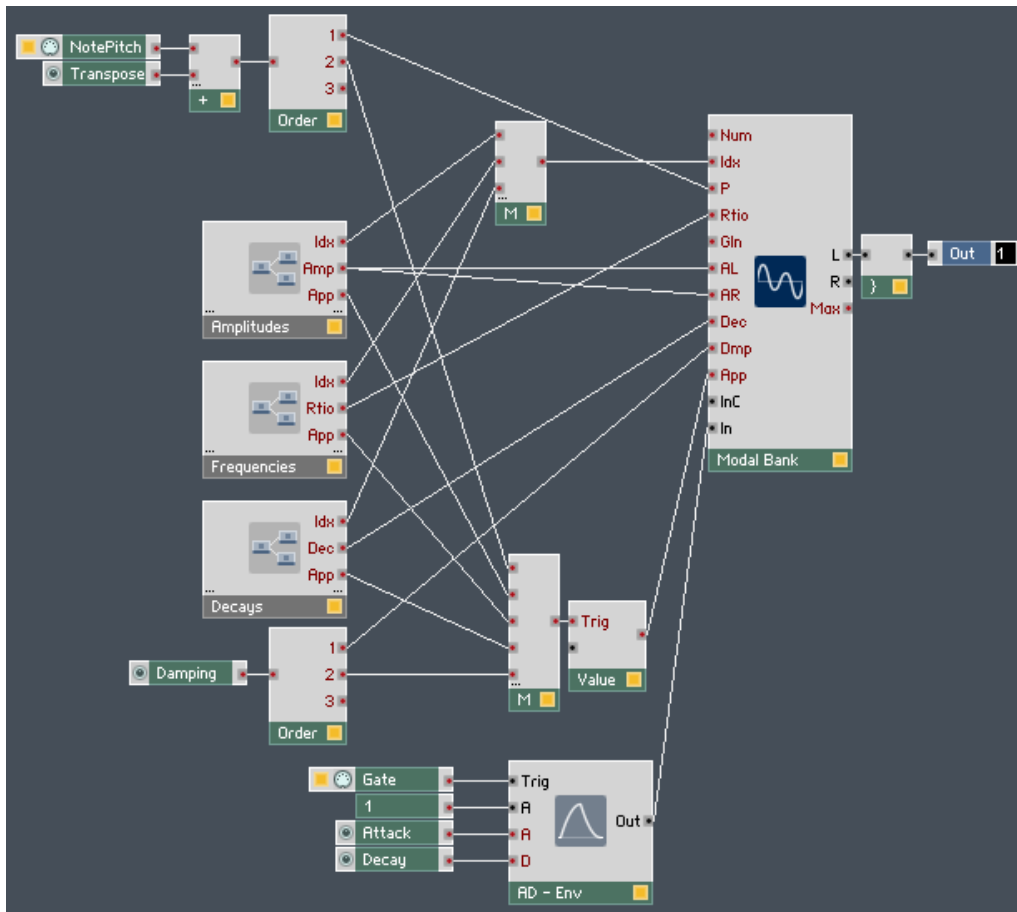 NotePitch
Transpose
...
+
1
2
3
Order
...
M
Idx
Amp
App
... ...
Amplitudes
Idx
Rtio
App
... ...
Frequencies
Idx
Dec
App
... ...
Decays
Damping
1
2
3
Order
...
M
Trig
Value
Gate
1
Attack
Decay
Trig
A
A
D
Out
AD - Env
Num
Idx
P
Rtio
Gln
AL
AR
Dec
Dmp
App
InC
In
L
R
Max
Modal Bank
}
Out 1